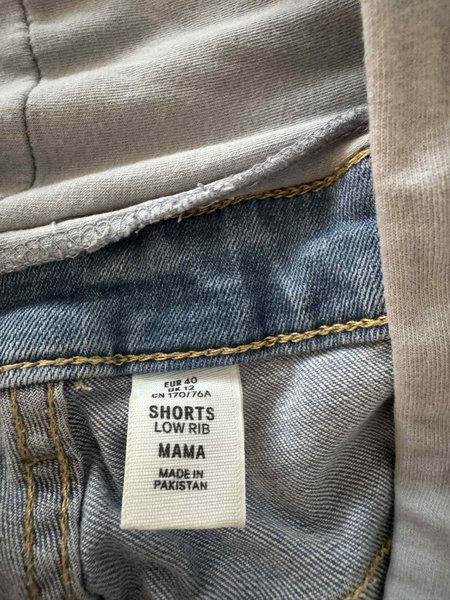 EUR 40
UK 12
CN 170/76A
SHORTS
LOW RIB
MAMA
MADE IN
PAKISTAN